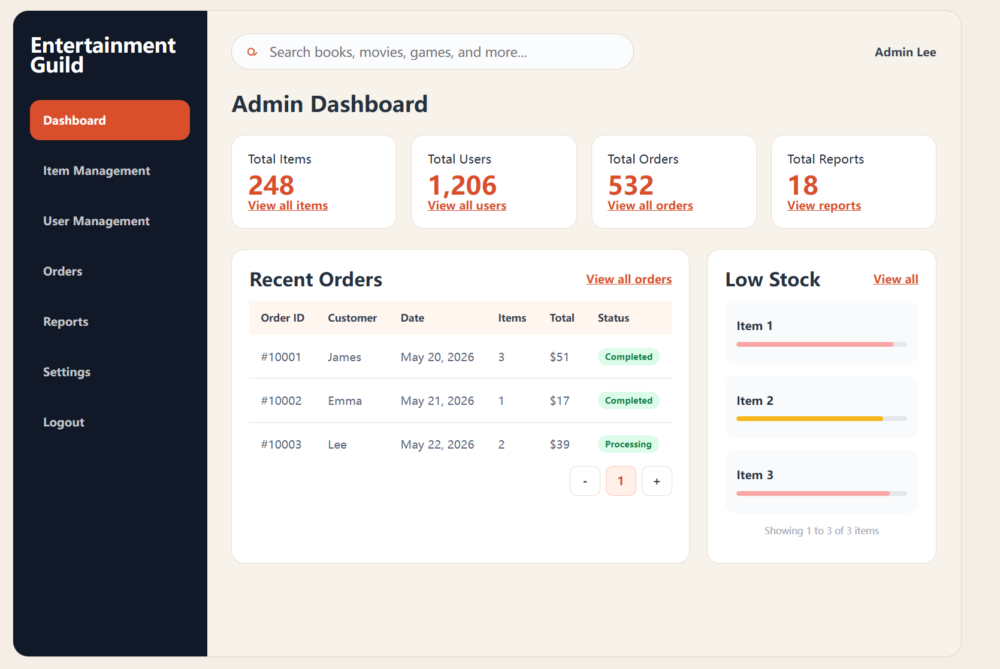 Entertainment
Guild
Dashboard
Item Management
User Management
Orders
Reports
Settings
Logout
Search books, movies, games, and more...
Admin Lee
Admin Dashboard
Total Items
248
View all items
Total Users
1,206
View all users
Total Orders
532
View all orders
Total Reports
18
View reports
Recent Orders
View all orders
Order ID Customer Date Items Total Status
#10001 James May 20, 2026 3 $51 Completed
#10002 Emma May 21, 2026 1 $17 Completed
#10003 Lee May 22, 2026 2 $39 Processing
- 1 +
Low Stock
View all
Item 1
Item 2
Item 3
Showing 1 to 3 of 3 items